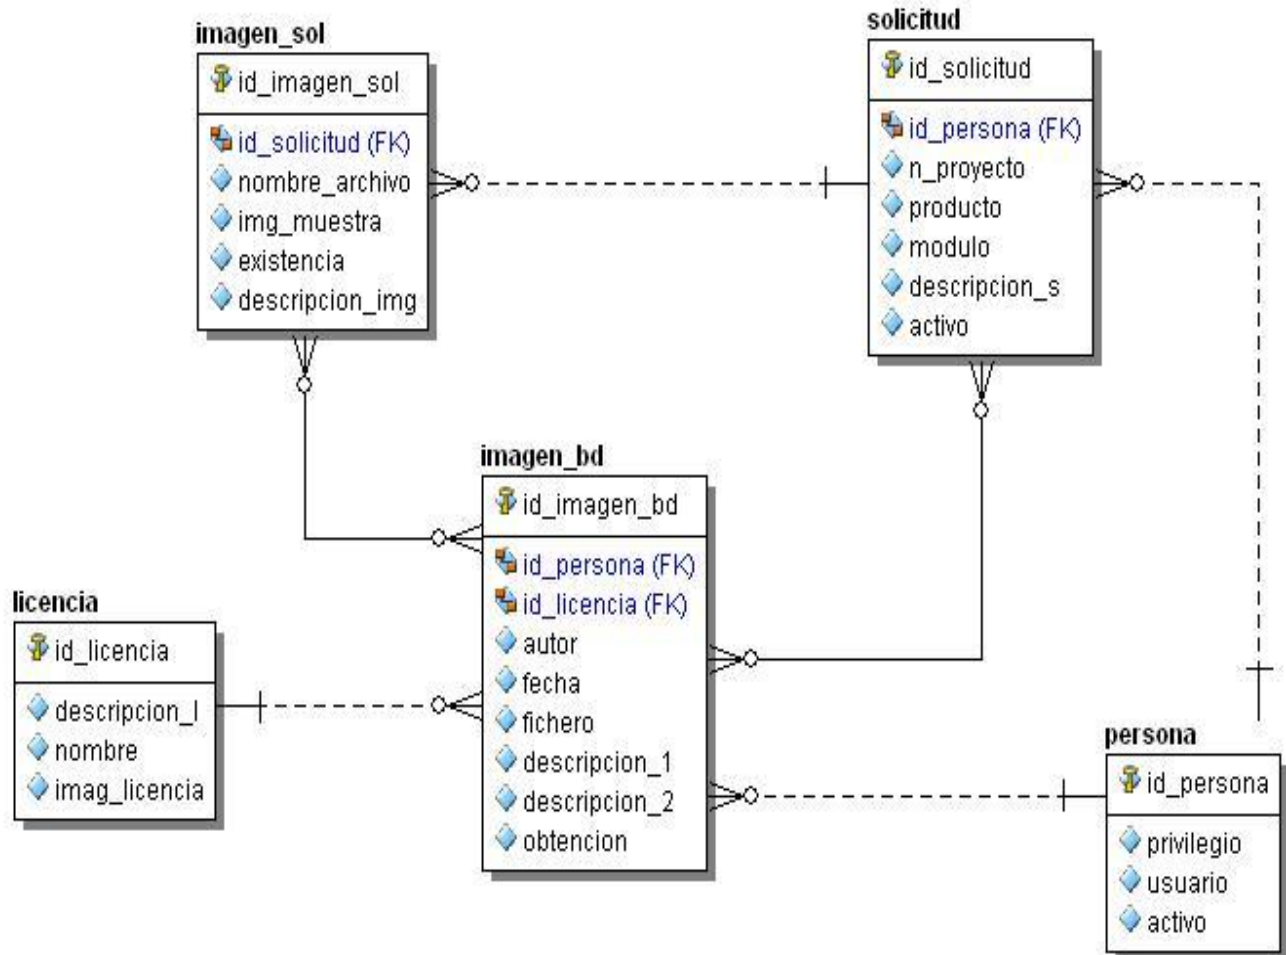 imagen_sol
id_imagen_sol
id_solicitud (FK)
nombre_archivo
img_muestra
existencia
descripcion_img
solicitud
id_solicitud
id_persona (FK)
n_proyecto
producto
modulo
descripcion_s
activo
imagen_bd
id_imagen_bd
id_persona (FK)
id_licencia (FK)
autor
fecha
fichero
descripcion_1
descripcion_2
obtencion
licencia
id_licencia
descripcion_l
nombre
imag_licencia
persona
id_persona
privilegio
usuario
activo